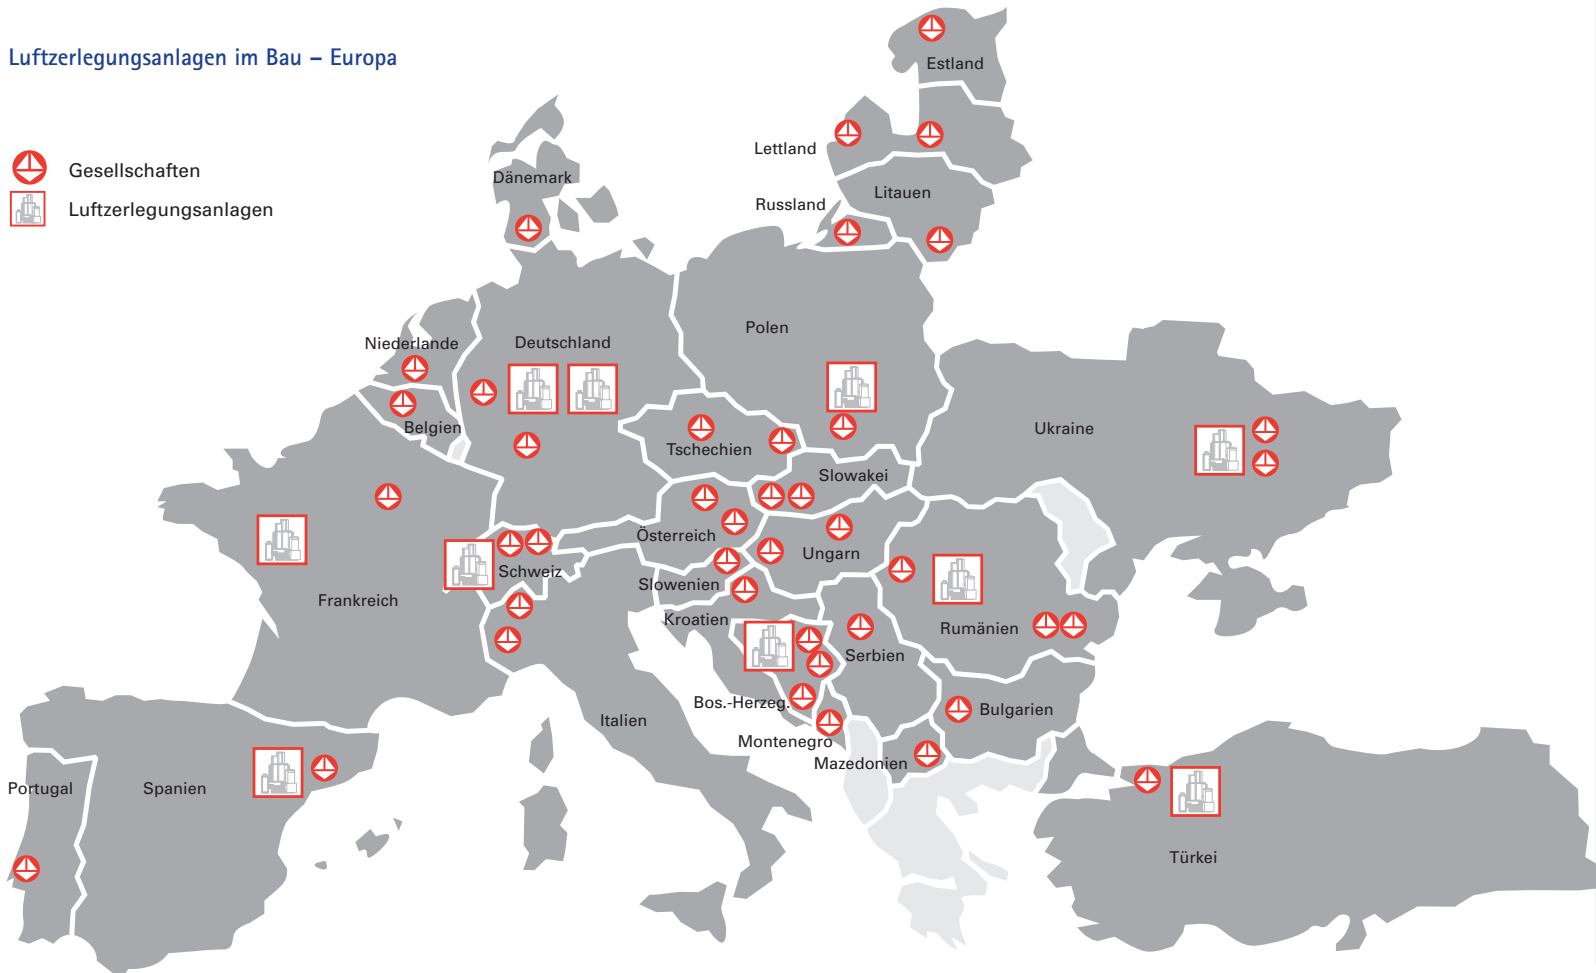 Luftzerlegungsanlagen im Bau – Europa
Gesellschaften
Luftzerlegungsanlagen
Estland
Lettland
Dänemark
Litauen
Russland
Polen
Niederlande
Deutschland
Belgien
Ukraine
Tschechien
Slowakei
Österreich
Ungarn
Schweiz
Slowenien
Frankreich
Kroatien
Rumänien
Serbien
Bos.-Herzeg.
Bulgarien
Italien
Montenegro
Mazedonien
Portugal
Spanien
Türkei